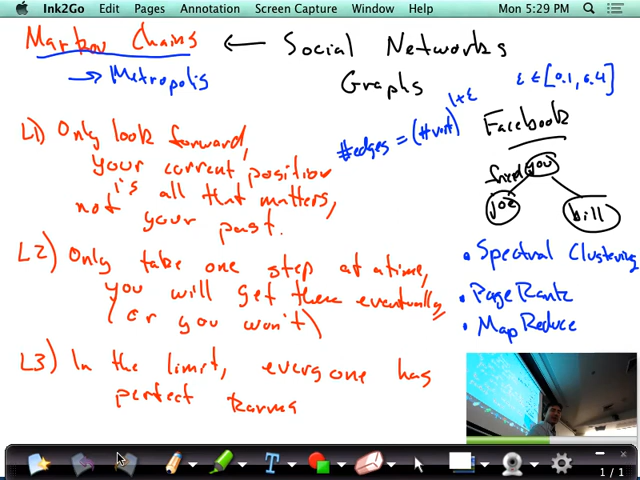 Ink2Go File Edit Pages Annotation Screen Capture Window Help Mon 5:29 PM
Markov Chains ← Social Networks
→ Metropolis
Graphs
ε ∈ [0.1, 0.4]
#edges = (#vert)^1+ε
Facebook
you
friend
joe
bill
L1) Only look forward,
your current position
is all that matters,
not your past.
• Spectral Clustering
• PageRank
• MapReduce
L2) Only take one step at a time,
you will get there eventually
(or you won't)
L3) In the limit, everyone has
perfect karma
1 / 1